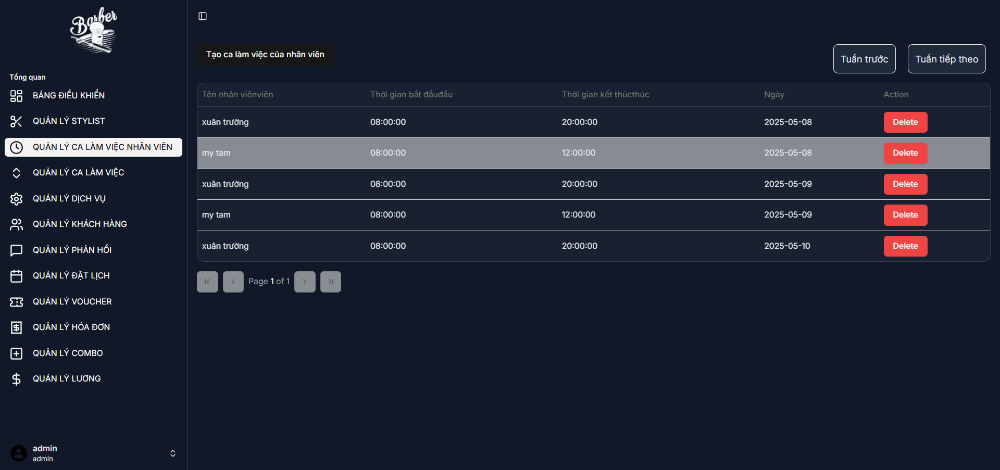 Barber
Tổng quan
BẢNG ĐIỀU KHIỂN
QUẢN LÝ STYLIST
QUẢN LÝ CA LÀM VIỆC NHÂN VIÊN
QUẢN LÝ CA LÀM VIỆC
QUẢN LÝ DỊCH VỤ
QUẢN LÝ KHÁCH HÀNG
QUẢN LÝ PHẢN HỒI
QUẢN LÝ ĐẶT LỊCH
QUẢN LÝ VOUCHER
QUẢN LÝ HÓA ĐƠN
QUẢN LÝ COMBO
QUẢN LÝ LƯƠNG
admin
admin
Tạo ca làm việc của nhân viên
Tuần trước Tuần tiếp theo
Tên nhân viênviên Thời gian bắt đầuđầu Thời gian kết thúcthúc Ngày Action
xuân trường 08:00:00 20:00:00 2025-05-08 Delete
my tam 08:00:00 12:00:00 2025-05-08 Delete
xuân trường 08:00:00 20:00:00 2025-05-09 Delete
my tam 08:00:00 12:00:00 2025-05-09 Delete
xuân trường 08:00:00 20:00:00 2025-05-10 Delete
Page 1 of 1